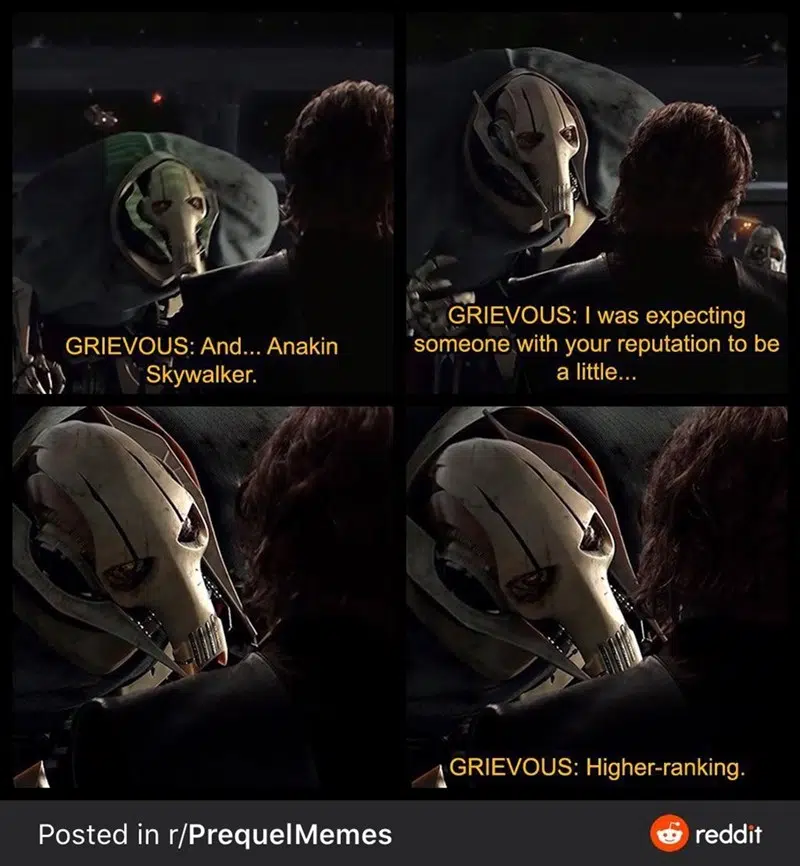 GRIEVOUS: And... Anakin
Skywalker.
GRIEVOUS: I was expecting
someone with your reputation to be
a little...
GRIEVOUS: Higher-ranking.
Posted in r/PrequelMemes
reddit